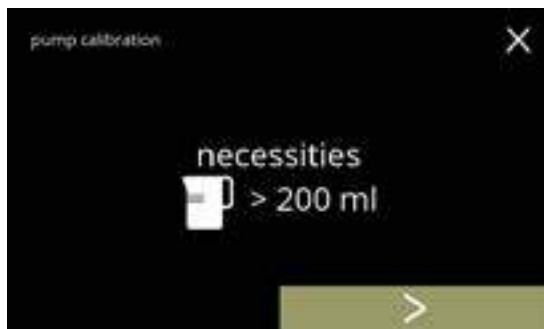 pump calibration
necessities
> 200 ml
>